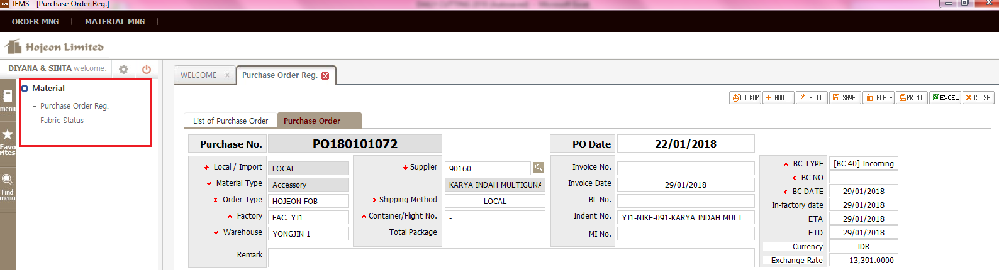 IFMS
IFMS - [Purchase Order Reg.]
ORDER MNG | MATERIAL MNG |
Hojeon Limited
DIYANA & SINTA welcome.
menu
Favo
rites
Find
menu
Material
– Purchase Order Reg.
– Fabric Status
WELCOME x
Purchase Order Reg.
LOOKUP
ADD
EDIT
SAVE
DELETE
PRINT
EXCEL
CLOSE
List of Purchase Order
Purchase Order
Purchase No. PO180101072
PO Date 22/01/2018
* Local / Import LOCAL
* Material Type Accessory
* Order Type HOJEON FOB
* Factory FAC. YJ1
* Warehouse YONGJIN 1
Remark
* Supplier 90160
KARYA INDAH MULTIGUNA
* Shipping Method LOCAL
* Container/Flight No. -
Total Package
Invoice No.
Invoice Date 29/01/2018
BL No.
Indent No. YJ1-NIKE-091-KARYA INDAH MULT
MI No.
* BC TYPE [BC 40] Incoming
* BC NO -
* BC DATE 29/01/2018
In-factory date 29/01/2018
ETA 29/01/2018
ETD 29/01/2018
Currency IDR
Exchange Rate 13,391.0000